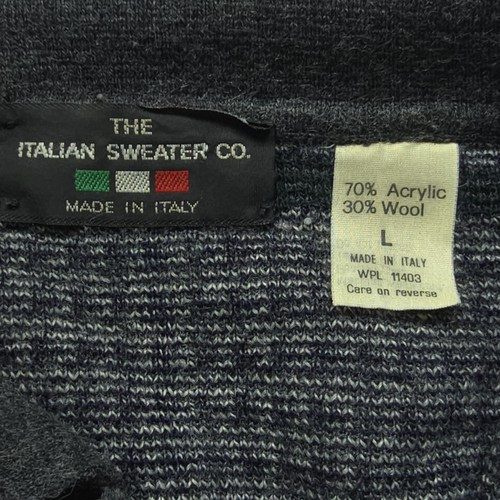 THE
ITALIAN SWEATER CO.
MADE IN ITALY
70% Acrylic
30% Wool
L
MADE IN ITALY
WPL 11403
Care on reverse